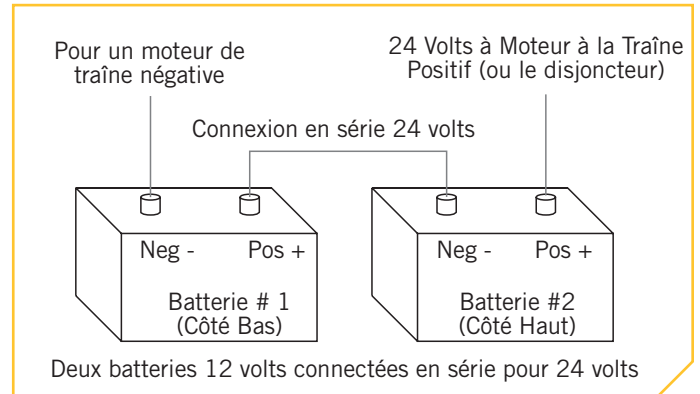 Pour un moteur de
traîne négative
24 Volts à Moteur à la Traîne
Positif (ou le disjoncteur)
Connexion en série 24 volts
Neg -
Pos +
Neg -
Pos +
Batterie # 1
(Côté Bas)
Batterie #2
(Côté Haut)
Deux batteries 12 volts connectées en série pour 24 volts